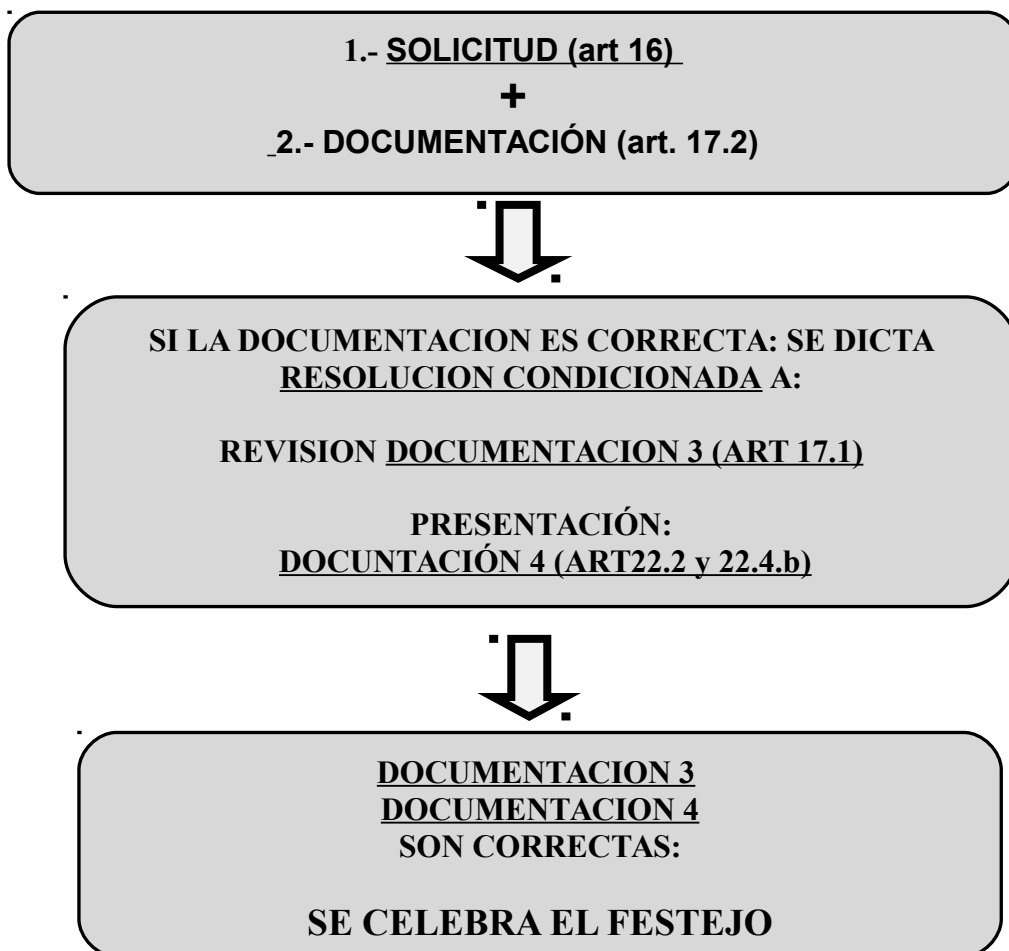 1.- SOLICITUD (art 16)
+
2.- DOCUMENTACIÓN (art. 17.2)
SI LA DOCUMENTACION ES CORRECTA: SE DICTA
RESOLUCION CONDICIONADA A:
REVISION DOCUMENTACION 3 (ART 17.1)
PRESENTACIÓN:
DOCUNTACIÓN 4 (ART22.2 y 22.4.b)
DOCUMENTACION 3
DOCUMENTACION 4
SON CORRECTAS:
SE CELEBRA EL FESTEJO